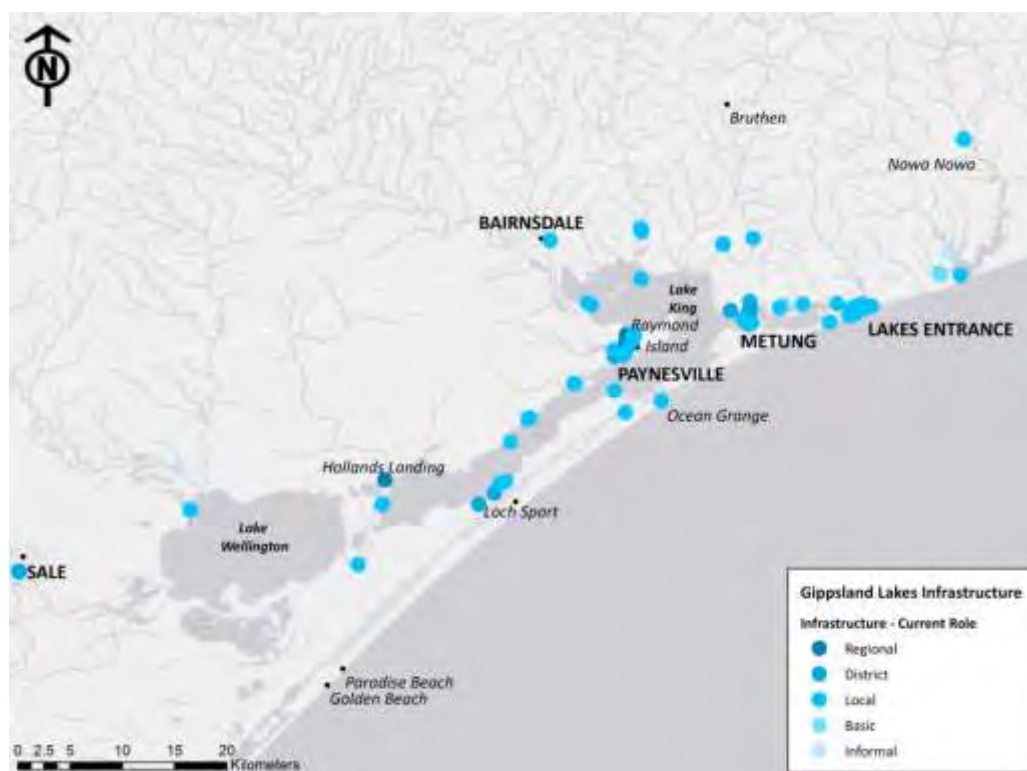 N
Bruthen
Nowa Nowa
BAIRNSDALE
Lake
King
Raymond
Island
LAKES ENTRANCE
METUNG
PAYNESVILLE
Ocean Grange
Hollands Landing
Loch Sport
Lake
Wellington
SALE
Paradise Beach
Golden Beach
0 2.5 5 10 15 20
Kilometers
Gippsland Lakes Infrastructure
Infrastructure - Current Role
Regional
District
Local
Basic
Informal